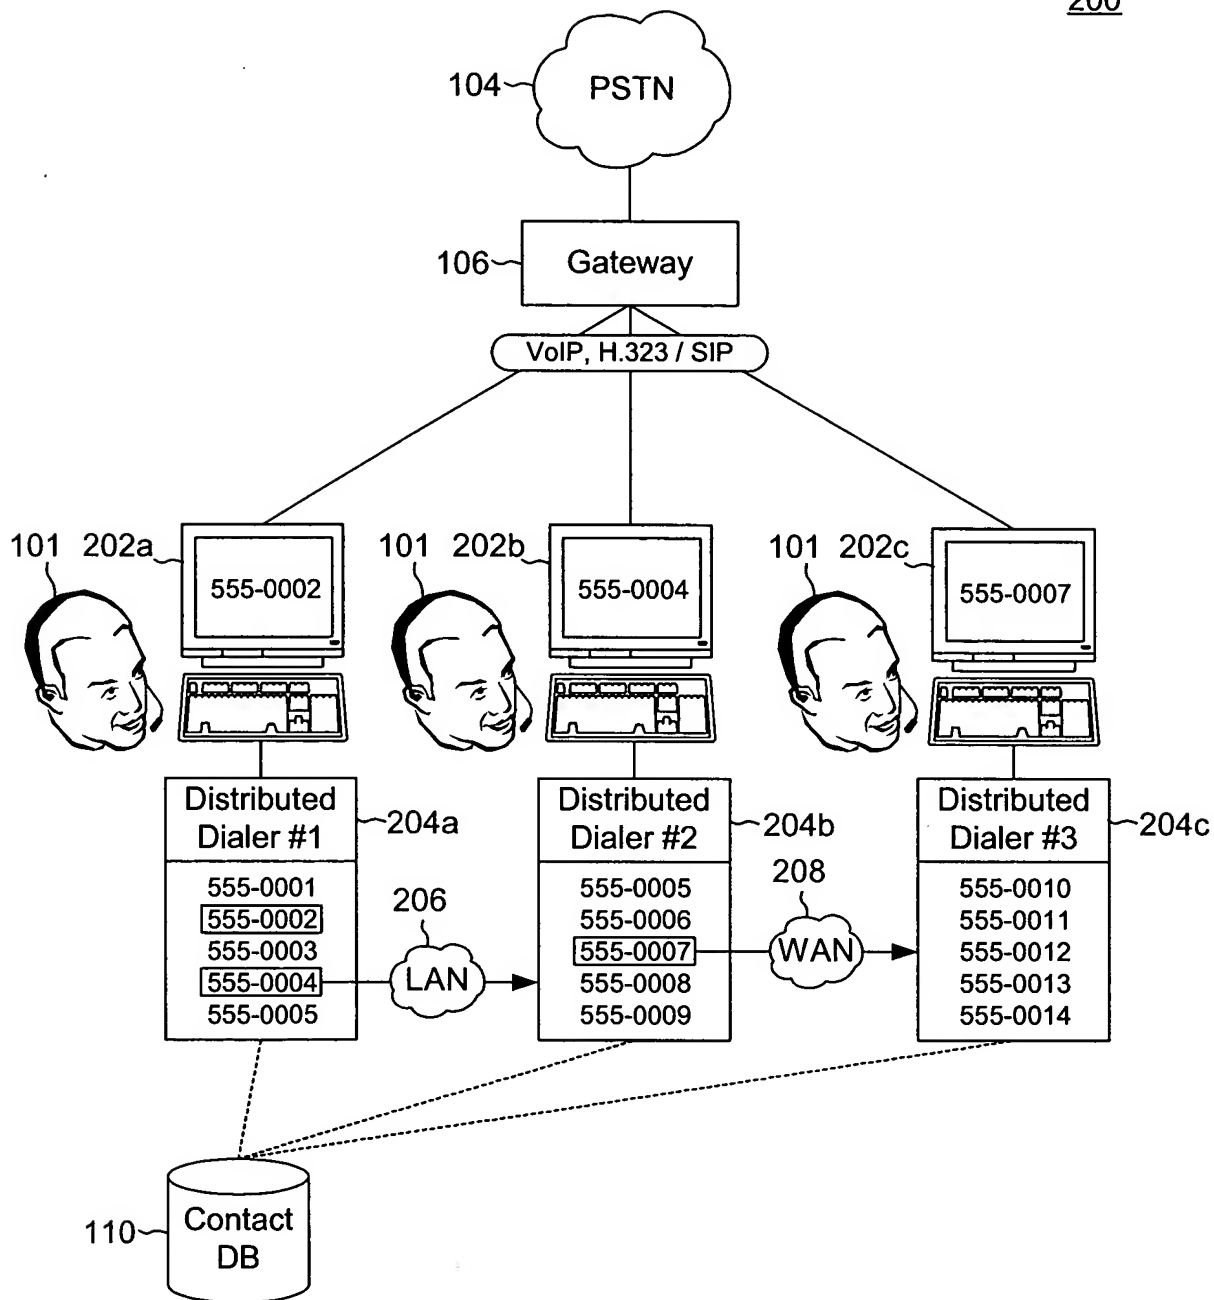 200
104
PSTN
106
Gateway
VoIP, H.323 / SIP
101
202a
555-0002
101
202b
555-0004
101
202c
555-0007
Distributed
Dialer #1
204a
555-0001
555-0002
555-0003
555-0004
555-0005
206
LAN
Distributed
Dialer #2
204b
555-0005
555-0006
555-0007
555-0008
555-0009
208
WAN
Distributed
Dialer #3
204c
555-0010
555-0011
555-0012
555-0013
555-0014
110
Contact
DB